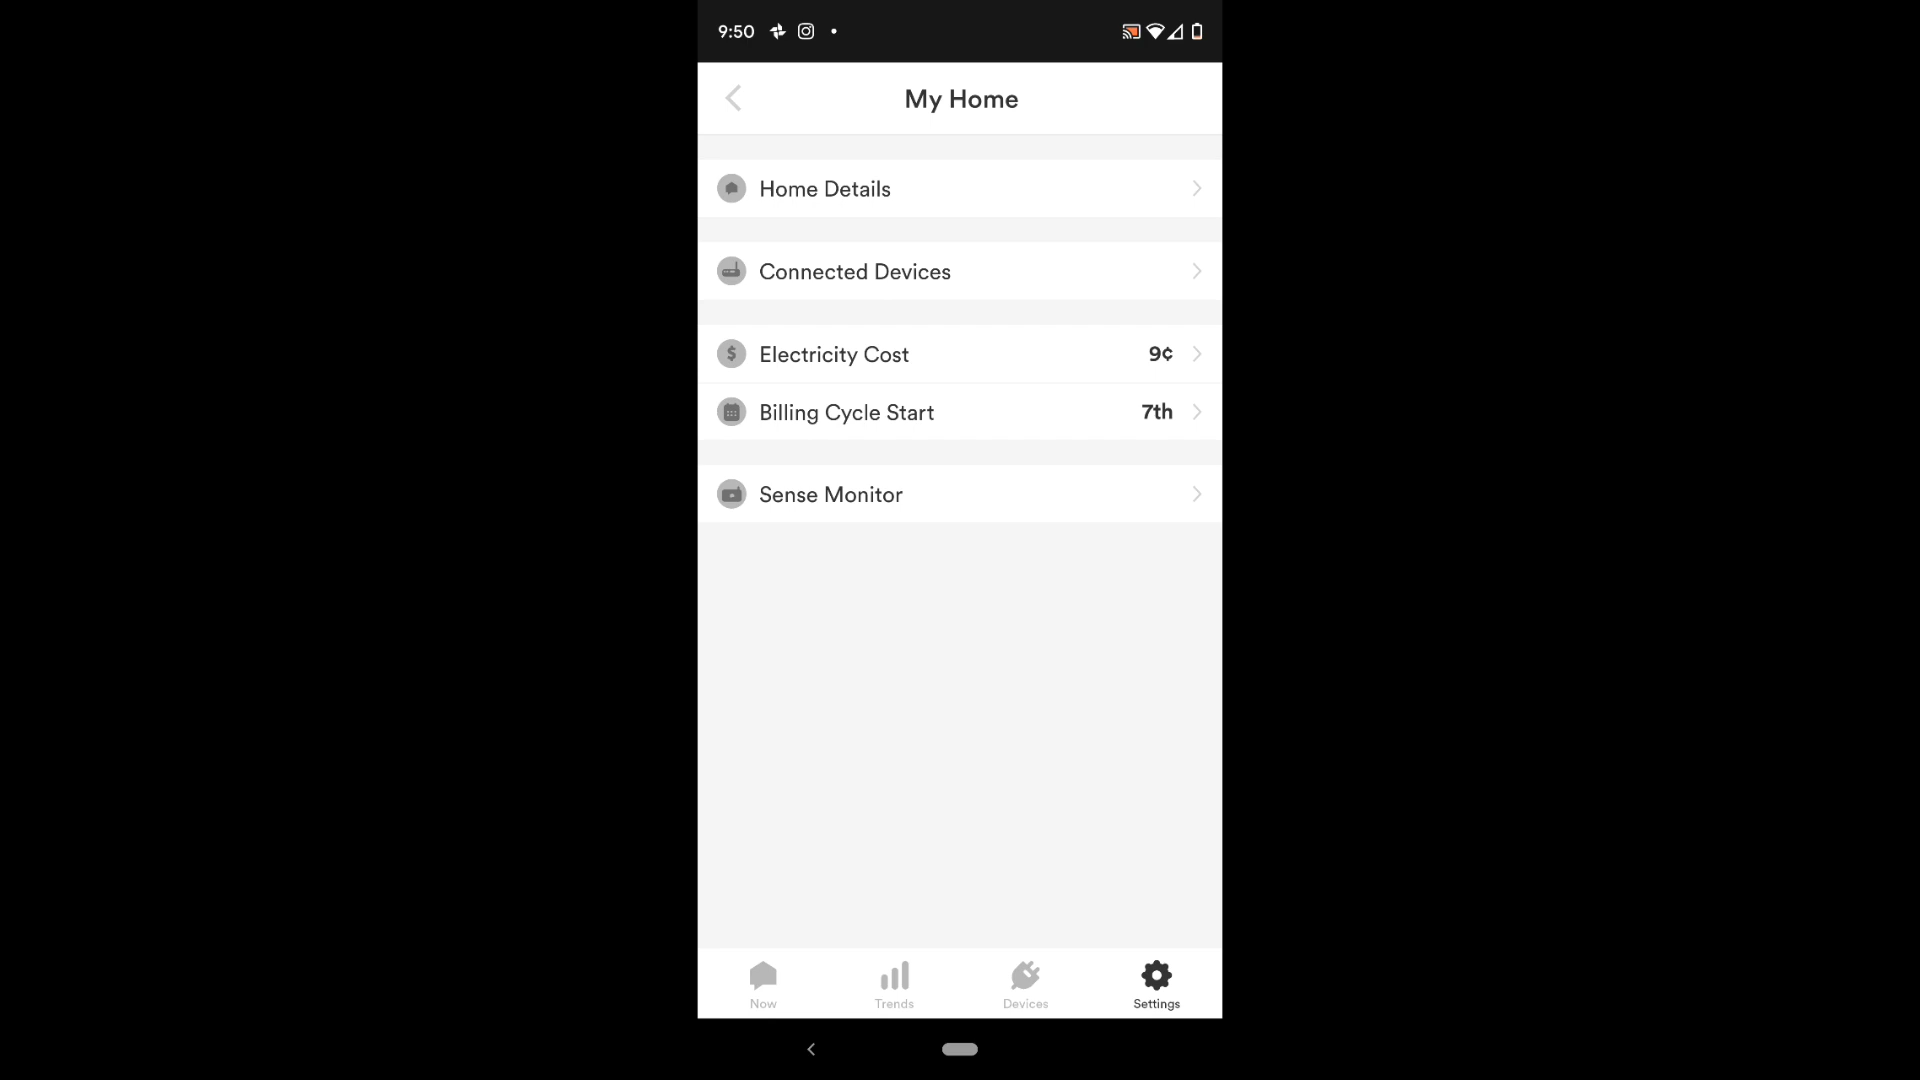 9:50
My Home
Home Details
Connected Devices
$ Electricity Cost 9¢
Billing Cycle Start 7th
Sense Monitor
Now Trends Devices Settings